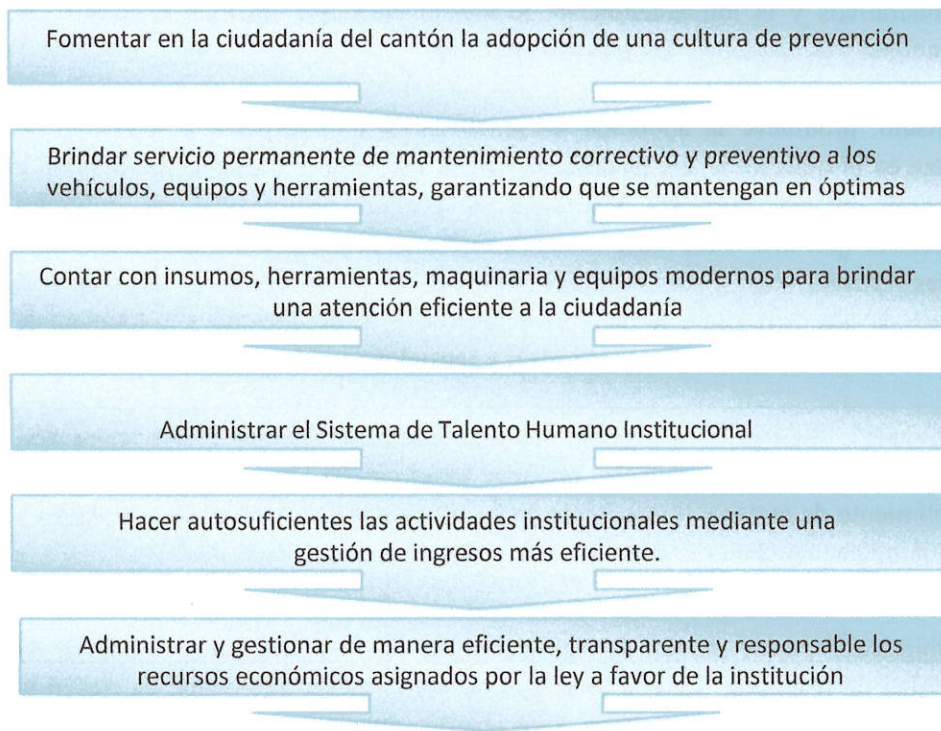 Fomentar en la ciudadanía del cantón la adopción de una cultura de prevención
Brindar servicio permanente de mantenimiento correctivo y preventivo a los
vehículos, equipos y herramientas, garantizando que se mantengan en óptimas
Contar con insumos, herramientas, maquinaria y equipos modernos para brindar
una atención eficiente a la ciudadanía
Administrar el Sistema de Talento Humano Institucional
Hacer autosuficientes las actividades institucionales mediante una
gestión de ingresos más eficiente.
Administrar y gestionar de manera eficiente, transparente y responsable los
recursos económicos asignados por la ley a favor de la institución